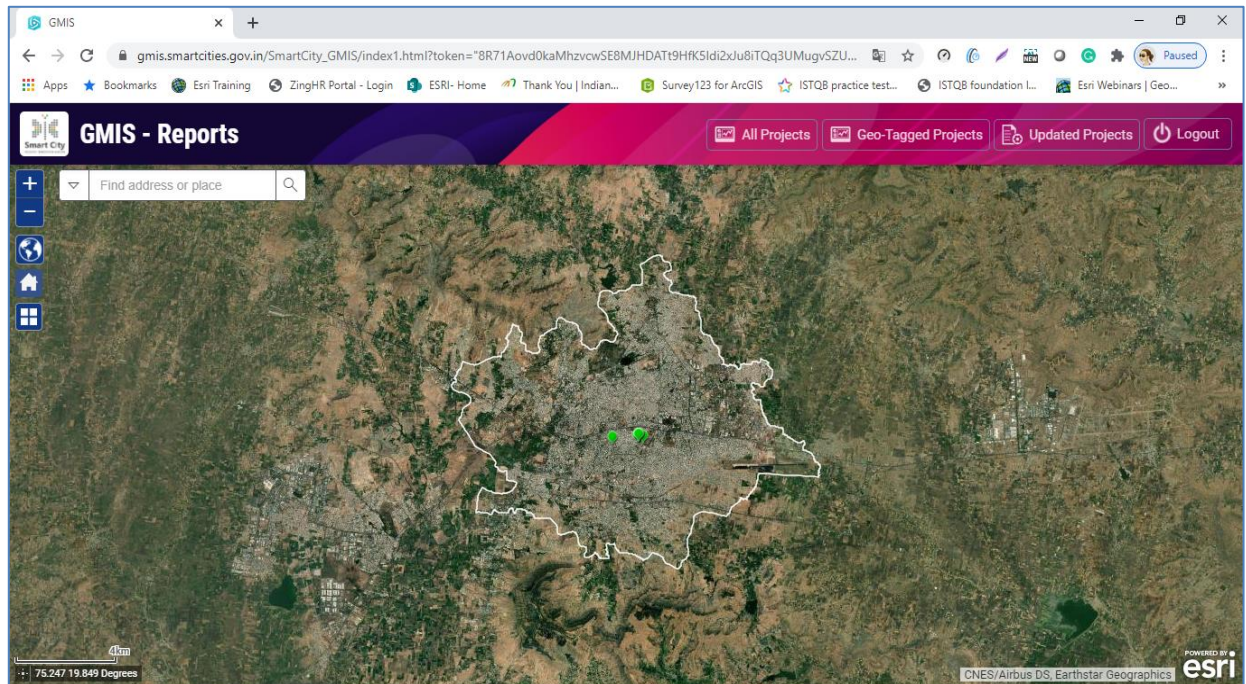 GMIS
gmis.smartcities.gov.in/SmartCity_GMIS/index1.html?token="8R71Aovd0kaMhzvcwSE8MJHDATt9HfK5Idi2xJu8iTQq3UMugvSZU...
NEW
Paused
Apps Bookmarks Esri Training ZingHR Portal - Login ESRI- Home Thank You | Indian... Survey123 for ArcGIS ISTQB practice test... ISTQB foundation l... Esri Webinars | Geo... »
Smart City
GMIS - Reports
All Projects Geo-Tagged Projects Updated Projects Logout
Find address or place
4km
75.247 19.849 Degrees
CNES/Airbus DS, Earthstar Geographics
POWERED BY
esri